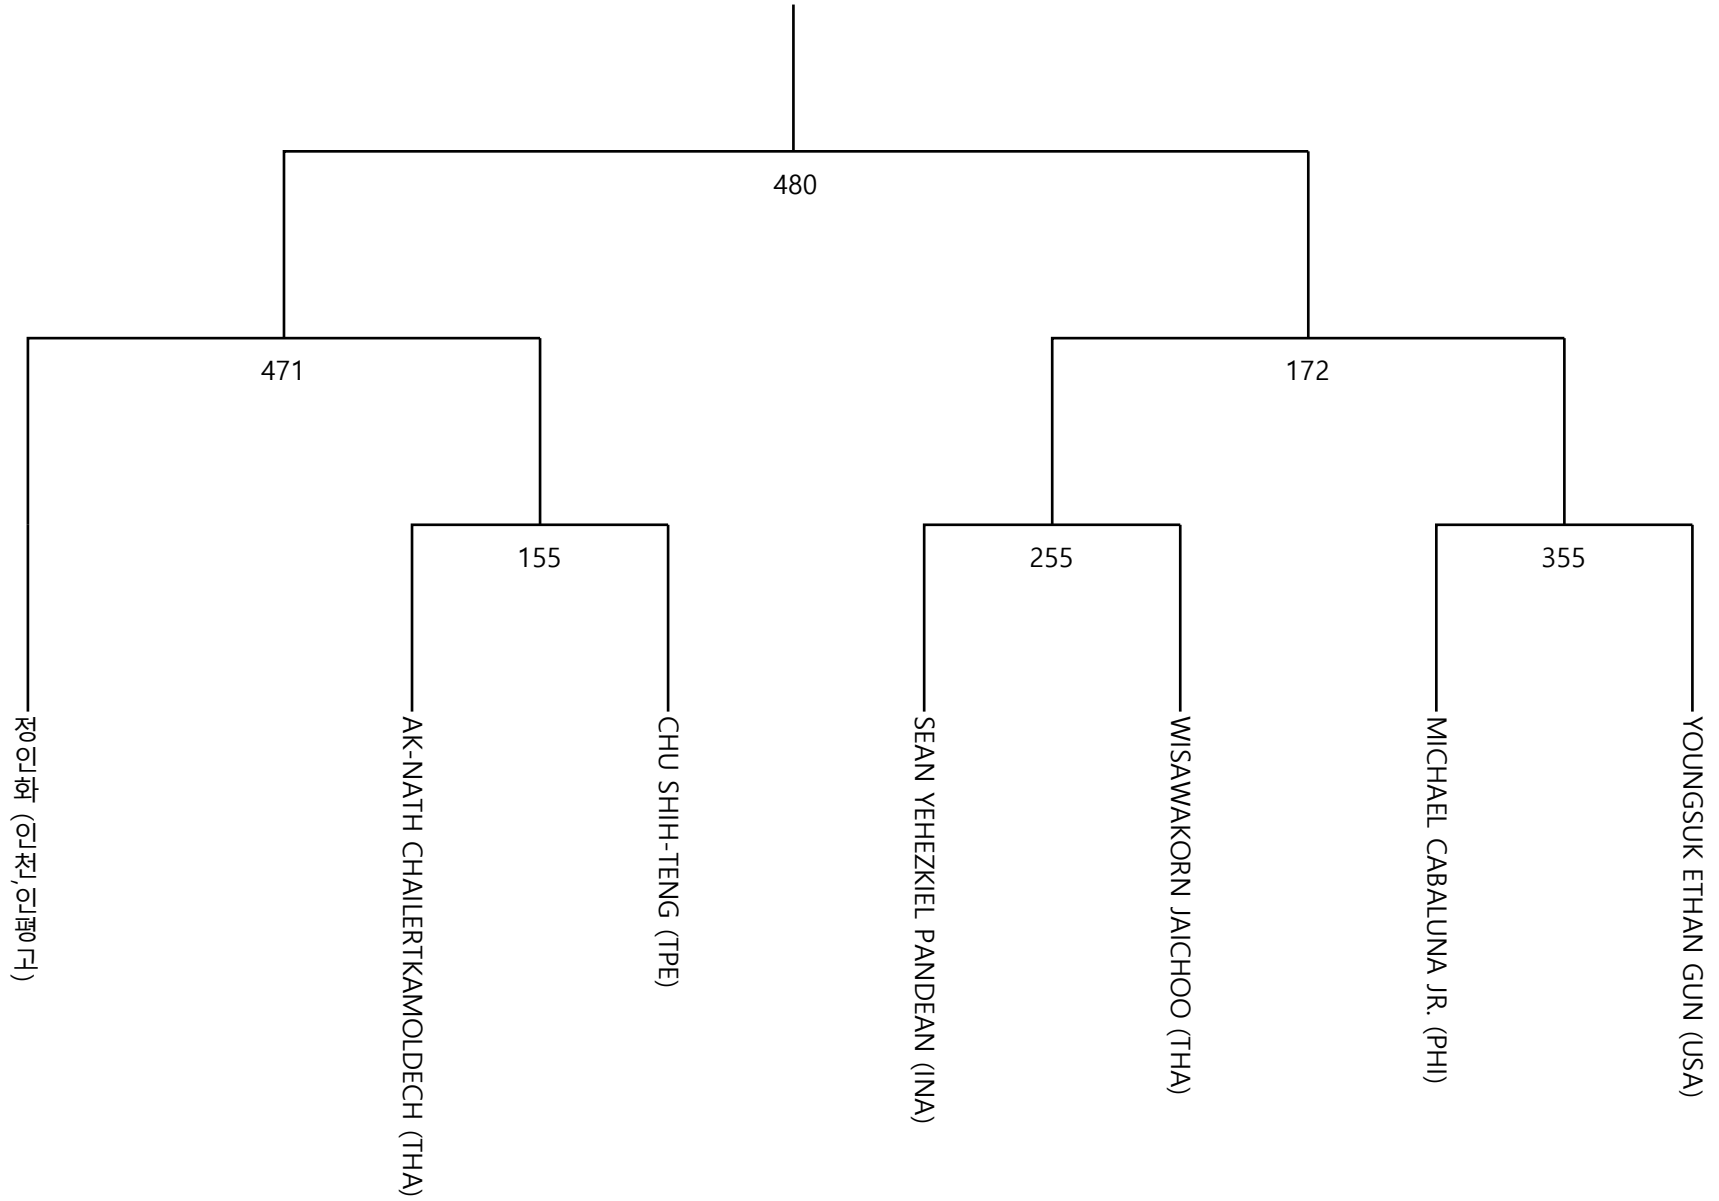 480
471
172
155
255
355
정인화 (인천,인평고)
AK-NATH CHAILERTKAMOLDECH (THA)
CHU SHIH-TENG (TPE)
SEAN YEHEZKIEL PANDEAN (INA)
WISAWAKORN JAICHOO (THA)
MICHAEL CABALUNA JR. (PHI)
YOUNGSUK ETHAN GUN (USA)